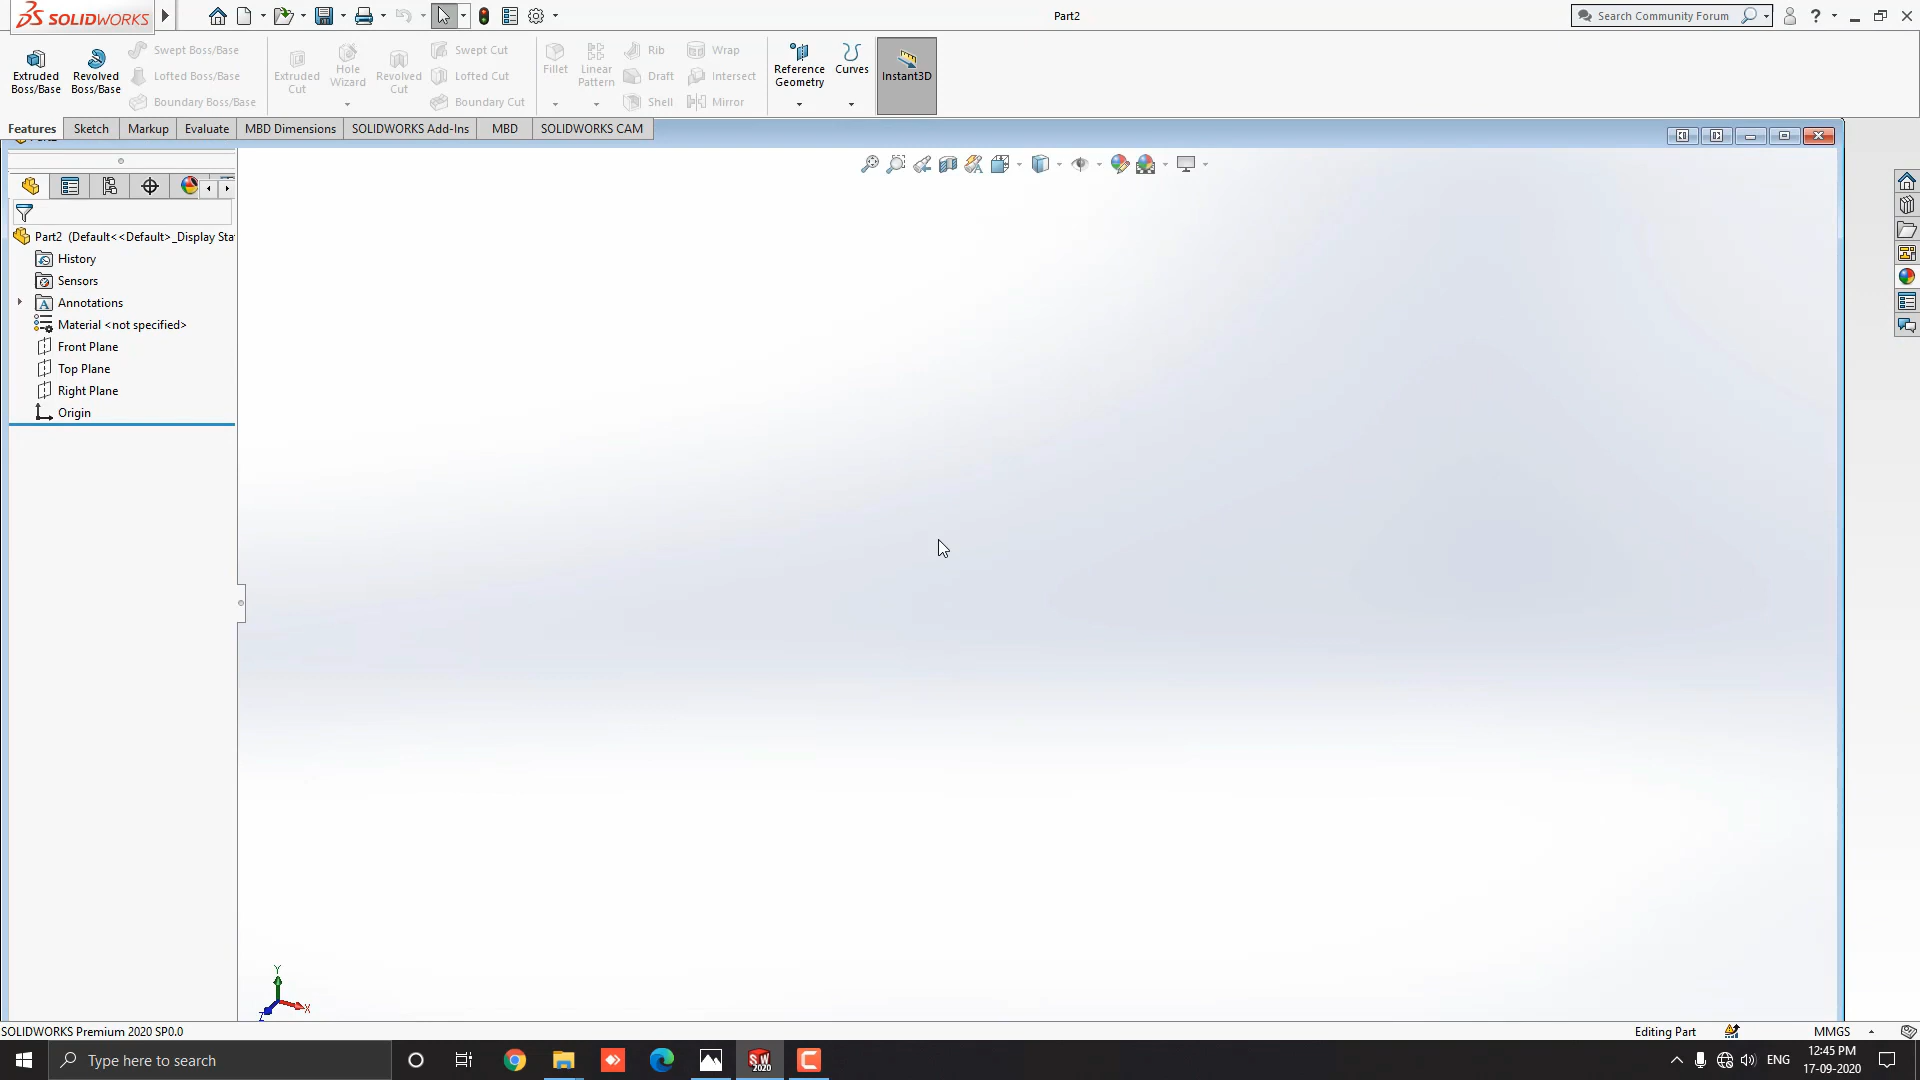 SOLIDWORKS
Part2
Search Community Forum
Extruded Boss/Base
Revolved Boss/Base
Swept Boss/Base
Lofted Boss/Base
Boundary Boss/Base
Extruded Cut
Hole Wizard
Revolved Cut
Swept Cut
Lofted Cut
Boundary Cut
Fillet
Linear Pattern
Rib
Draft
Shell
Wrap
Intersect
Mirror
Reference Geometry
Curves
Instant3D
Features
Sketch
Markup
Evaluate
MBD Dimensions
SOLIDWORKS Add-Ins
MBD
SOLIDWORKS CAM
Part2 (Default<<Default>_Display Sta
History
Sensors
Annotations
Material <not specified>
Front Plane
Top Plane
Right Plane
Origin
Y
X
Z
SOLIDWORKS Premium 2020 SP0.0
Editing Part
MMGS
Type here to search
SW
2020
ENG
12:45 PM
17-09-2020